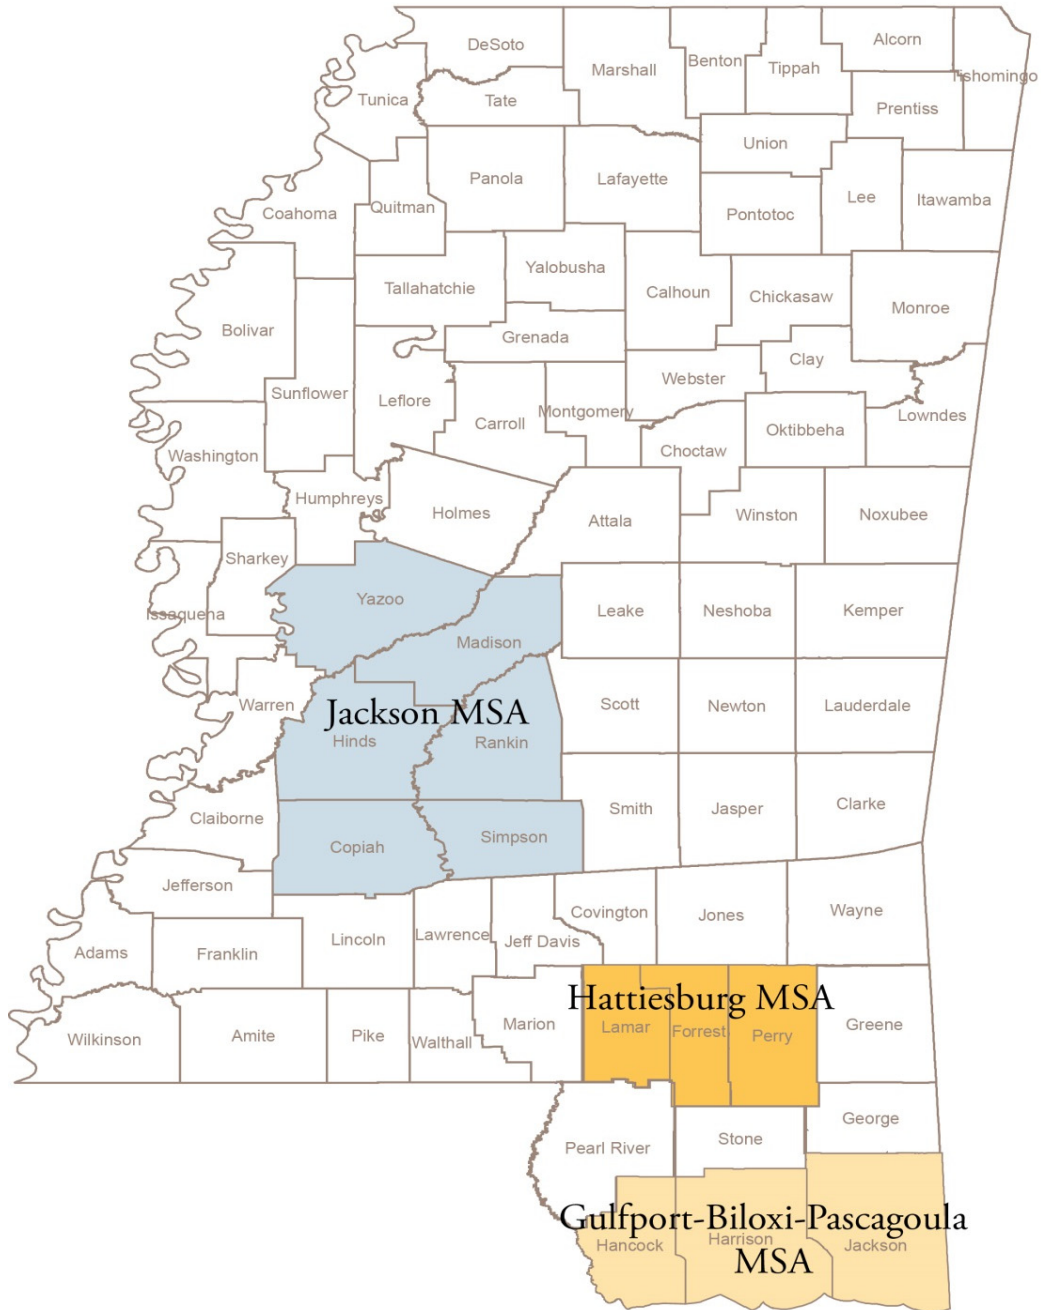 DeSoto
Marshall
Benton
Tippah
Alcorn
Tishomingo
Tunica
Tate
Prentiss
Union
Panola
Lafayette
Coahoma
Quitman
Pontotoc
Lee
Itawamba
Tallahatchie
Yalobusha
Calhoun
Chickasaw
Monroe
Bolivar
Grenada
Clay
Sunflower
Leflore
Webster
Carroll
Montgomery
Lowndes
Oktibbeha
Choctaw
Washington
Humphreys
Holmes
Attala
Winston
Noxubee
Sharkey
Issaquena
Yazoo
Madison
Leake
Neshoba
Kemper
Warren
Jackson MSA
Hinds
Rankin
Scott
Newton
Lauderdale
Claiborne
Copiah
Simpson
Smith
Jasper
Clarke
Jefferson
Adams
Franklin
Lincoln
Lawrence
Jeff Davis
Covington
Jones
Wayne
Hattiesburg MSA
Wilkinson
Amite
Pike
Walthall
Marion
Lamar
Forrest
Perry
Greene
Pearl River
Stone
George
Gulfport-Biloxi-Pascagoula
MSA
Hancock
Harrison
Jackson